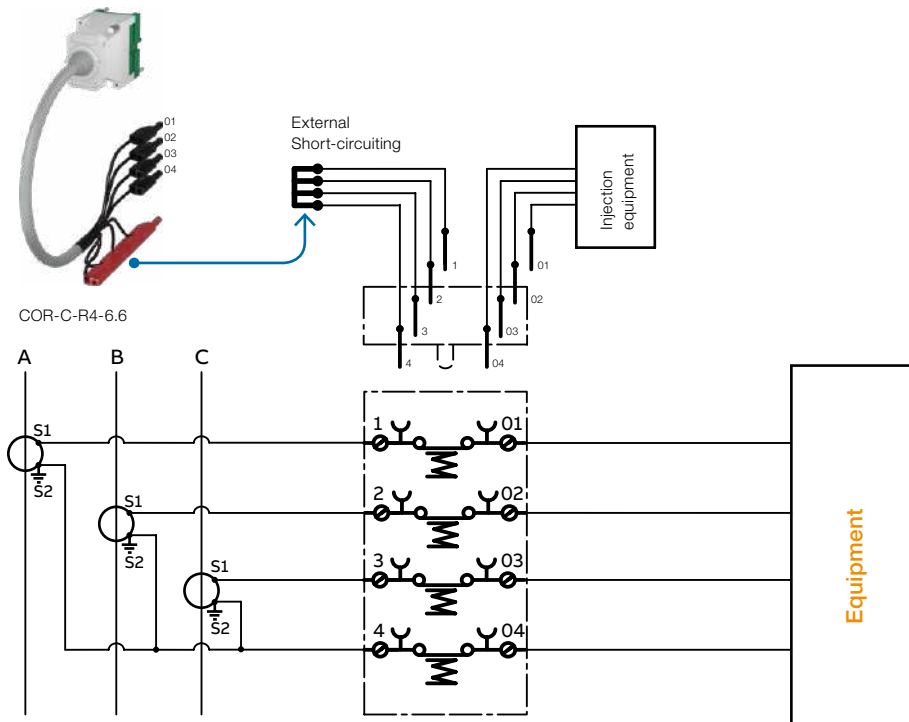 01
02
03
04
External
Short-circuiting
Injection
equipment
1
01
2
02
3
03
4
04
COR-C-R4-6.6
A
B
C
S1
S2
1
01
S1
S2
2
02
S1
S2
3
03
4
04
Equipment